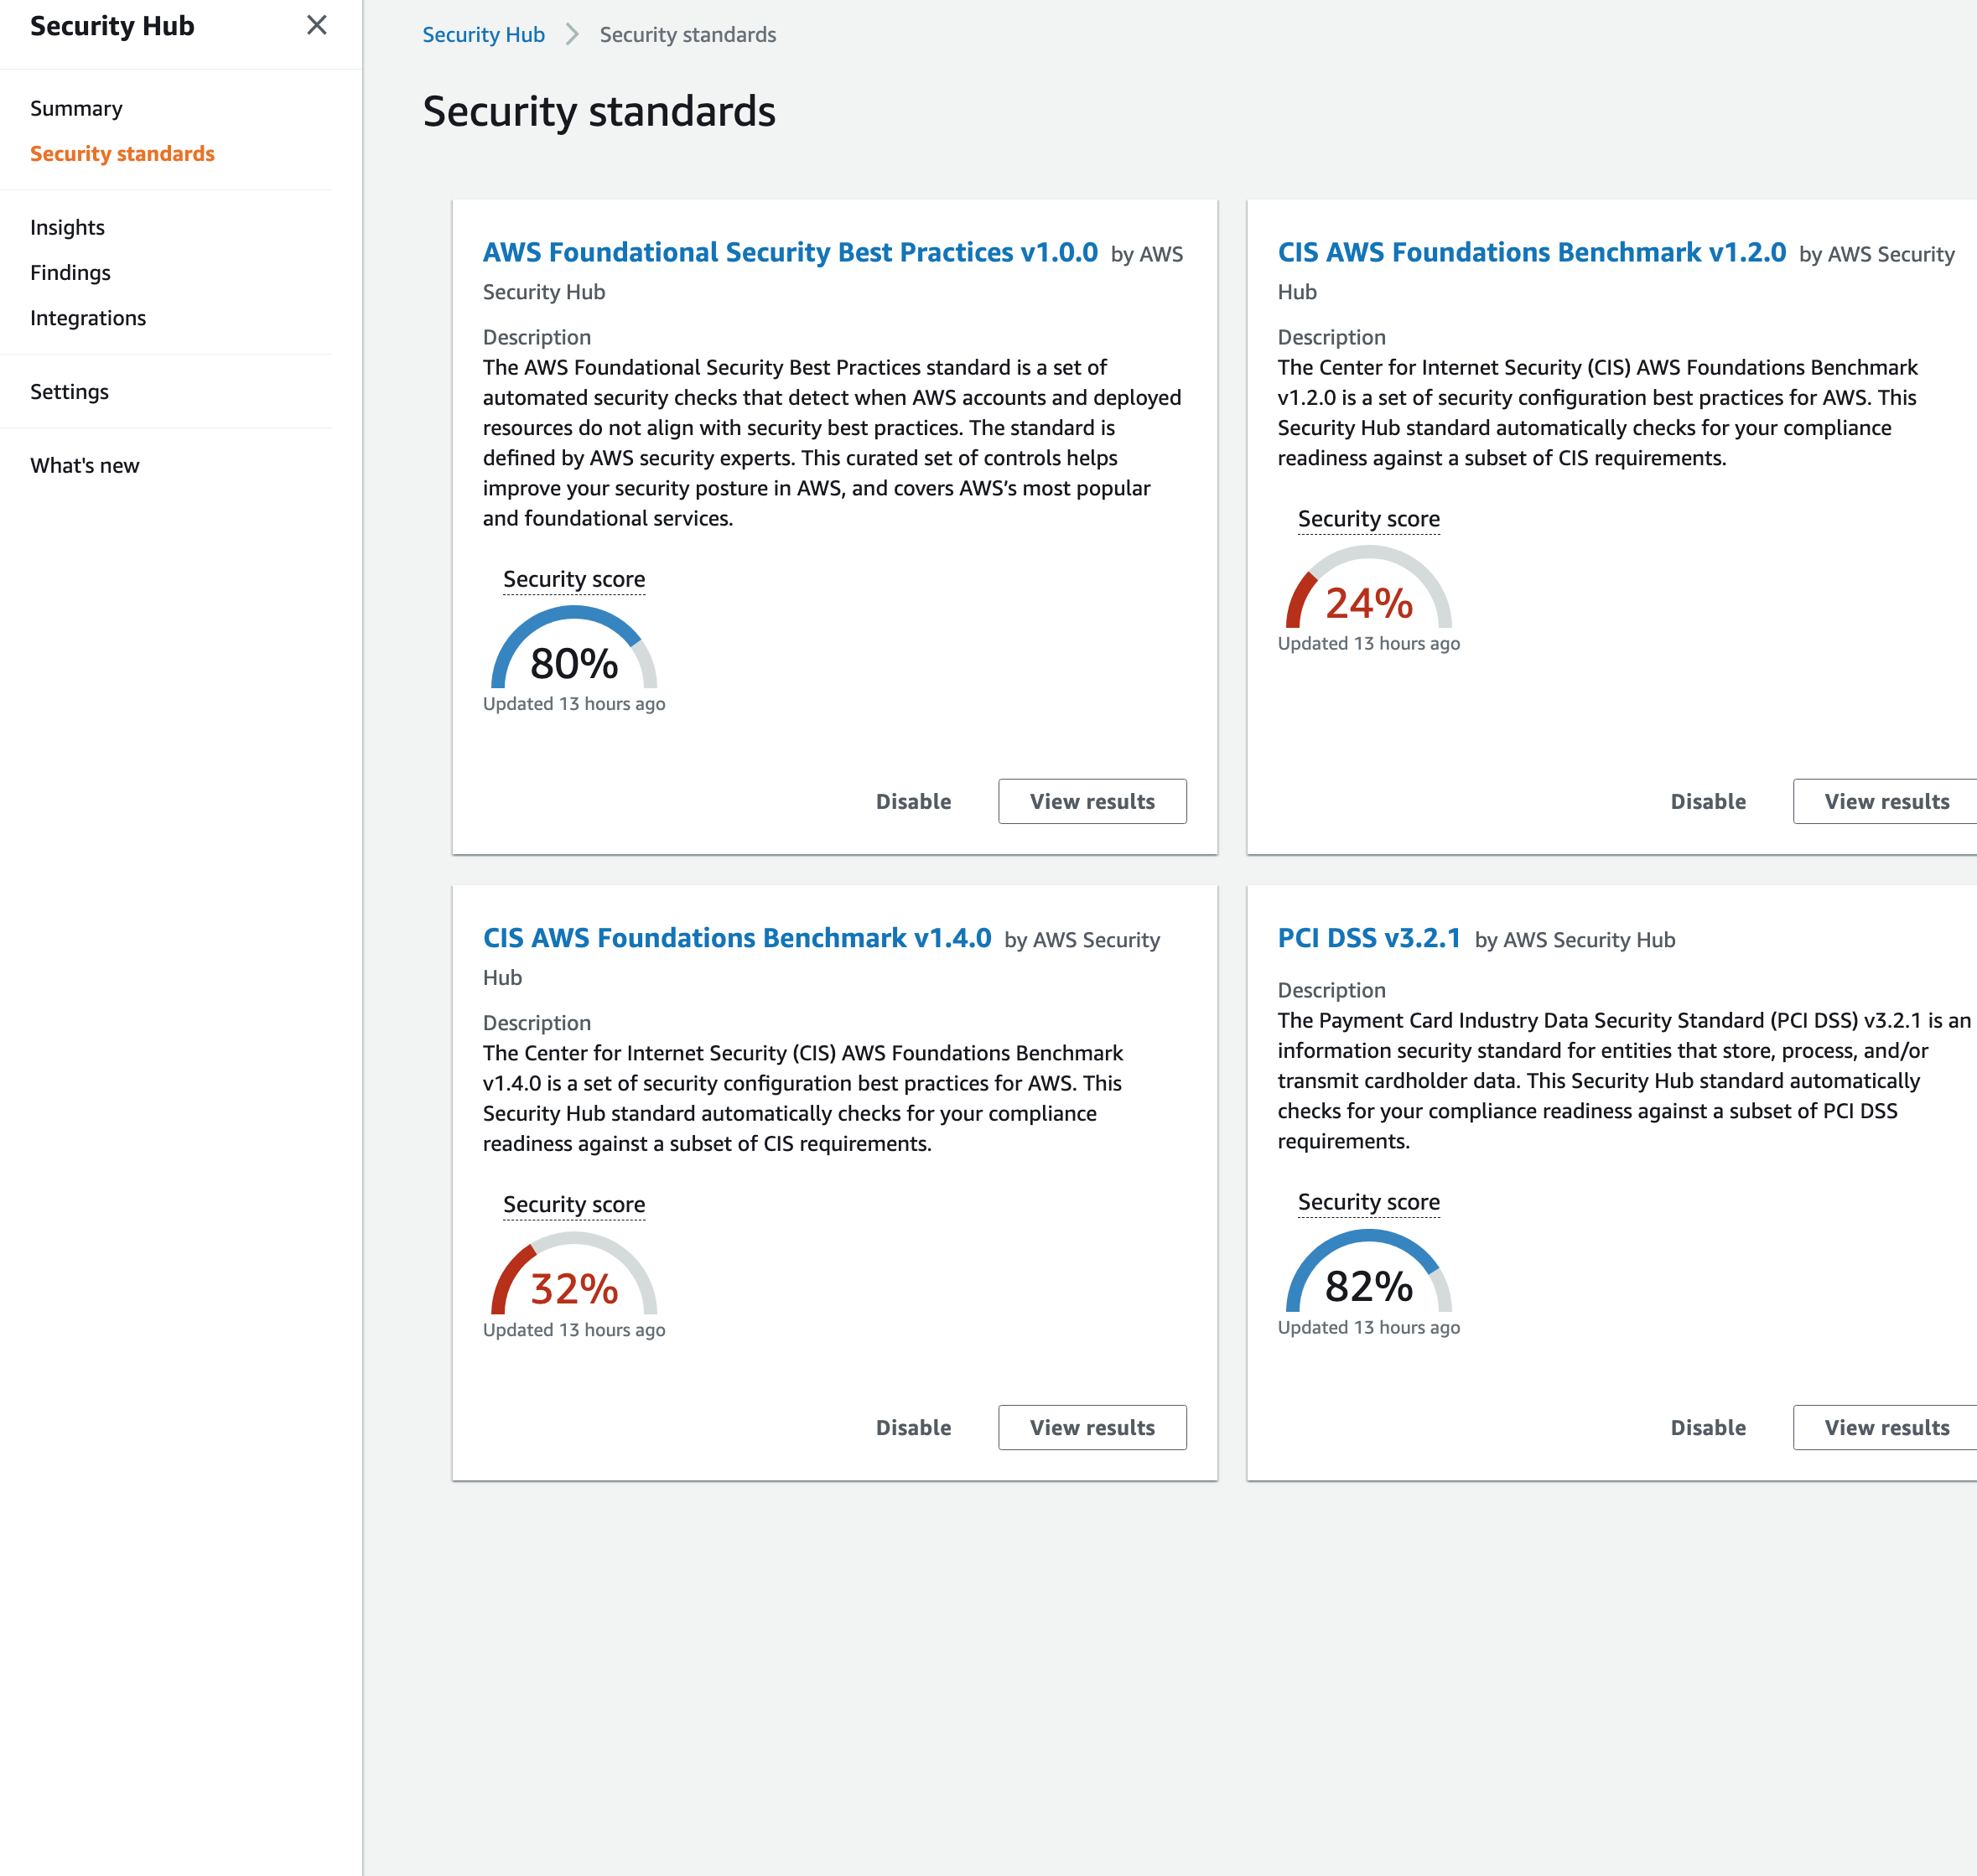 Security Hub
Summary
Security standards
Insights
Findings
Integrations
Settings
What's new
Security Hub Security standards
Security standards
AWS Foundational Security Best Practices v1.0.0 by AWS
Security Hub
Description
The AWS Foundational Security Best Practices standard is a set of
automated security checks that detect when AWS accounts and deployed
resources do not align with security best practices. The standard is
defined by AWS security experts. This curated set of controls helps
improve your security posture in AWS, and covers AWS’s most popular
and foundational services.
Security score
80%
Updated 13 hours ago
Disable View results
CIS AWS Foundations Benchmark v1.2.0 by AWS Security
Hub
Description
The Center for Internet Security (CIS) AWS Foundations Benchmark
v1.2.0 is a set of security configuration best practices for AWS. This
Security Hub standard automatically checks for your compliance
readiness against a subset of CIS requirements.
Security score
24%
Updated 13 hours ago
Disable View results
CIS AWS Foundations Benchmark v1.4.0 by AWS Security
Hub
Description
The Center for Internet Security (CIS) AWS Foundations Benchmark
v1.4.0 is a set of security configuration best practices for AWS. This
Security Hub standard automatically checks for your compliance
readiness against a subset of CIS requirements.
Security score
32%
Updated 13 hours ago
Disable View results
PCI DSS v3.2.1 by AWS Security Hub
Description
The Payment Card Industry Data Security Standard (PCI DSS) v3.2.1 is an
information security standard for entities that store, process, and/or
transmit cardholder data. This Security Hub standard automatically
checks for your compliance readiness against a subset of PCI DSS
requirements.
Security score
82%
Updated 13 hours ago
Disable View results